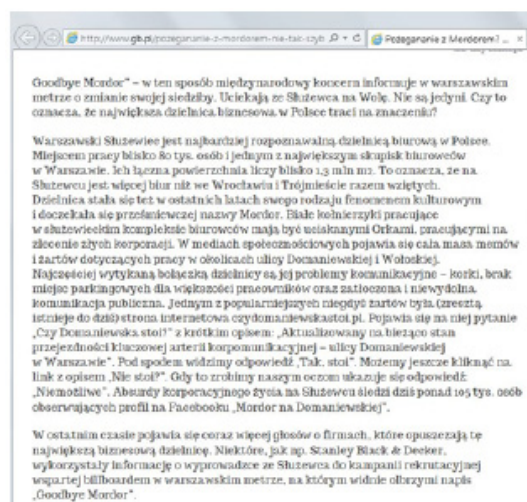 http://www.gb.pl/pozegananie-z-mordorem-nie-tak-szyb
Pozegananie z Mordorem? ...
Goodbye Mordor" – w ten sposób międzynarodowy koncern informuje w warszawskim
metrze o zmianie swojej siedziby. Uciekają ze Służewca na Wolę. Nie są jedyni. Czy to
oznacza, że największa dzielnica biznesowa w Polsce traci na znaczeniu?
Warszawski Służewiec jest najbardziej rozpoznawalną dzielnicą biurową w Polsce.
Miejscem pracy blisko 80 tys. osób i jednym z największym skupisk biurowców
w Warszawie. Ich łączna powierzchnia liczy blisko 1,3 mln m2. To oznacza, że na
Służewcu jest więcej biur niż we Wrocławiu i Trójmieście razem wziętych.
Dzielnica stała się też w ostatnich latach swego rodzaju fenomenem kulturowym
i doczekała się prześmiewczej nazwy Mordor. Białe kołnierzyki pracujące
w służewieckim kompleksie biurowców mają być uciskanymi Orkami, pracującymi na
zlecenie złych korporacji. W mediach społecznościowych pojawia się cała masa memów
i żartów dotyczących pracy w okolicach ulicy Domaniewskiej i Wołoskiej.
Najczęściej wytykaną bolączką dzielnicy są jej problemy komunikacyjne – korki, brak
miejsc parkingowych dla większości pracowników oraz zatłoczona i niewydolna
komunikacja publiczna. Jednym z popularniejszych niegdyś żartów była (zresztą
istnieje do dziś) strona internetowa czydomaniewskastoi.pl. Pojawia się na niej pytanie
„Czy Domaniewska stoi?" z krótkim opisem: „Aktualizowany na bieżąco stan
przejezdności kluczowej arterii korpomunikacyjnej – ulicy Domaniewskiej
w Warszawie". Pod spodem widzimy odpowiedź „Tak, stoi". Możemy jeszcze kliknąć na
link z opisem „Nie stoi?". Gdy to zrobimy naszym oczom ukazuje się odpowiedź:
„Niemożliwe". Absurdy korporacyjnego życia na Służewcu śledzi dziś ponad 105 tys. osób
obserwujących profil na Facebooku „Mordor na Domaniewskiej".
W ostatnim czasie pojawia się coraz więcej głosów o firmach, które opuszczają tę
największą biznesową dzielnicę. Niektóre, jak np. Stanley Black & Decker,
wykorzystały informację o wyprowadzce ze Służewca do kampanii rekrutacyjnej
wspartej billboardem w warszawskim metrze, na którym widnie olbrzymi napis
„Goodbye Mordor".